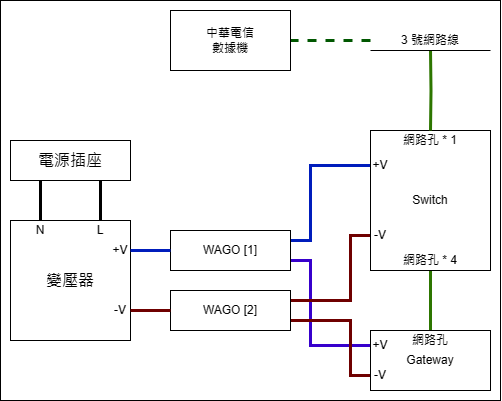 中華電信
數據機
3 號網路線
網路孔 * 1
電源插座
+V
Switch
N
L
-V
+V
WAGO [1]
網路孔 * 4
變壓器
-V
WAGO [2]
網路孔
+V
Gateway
-V